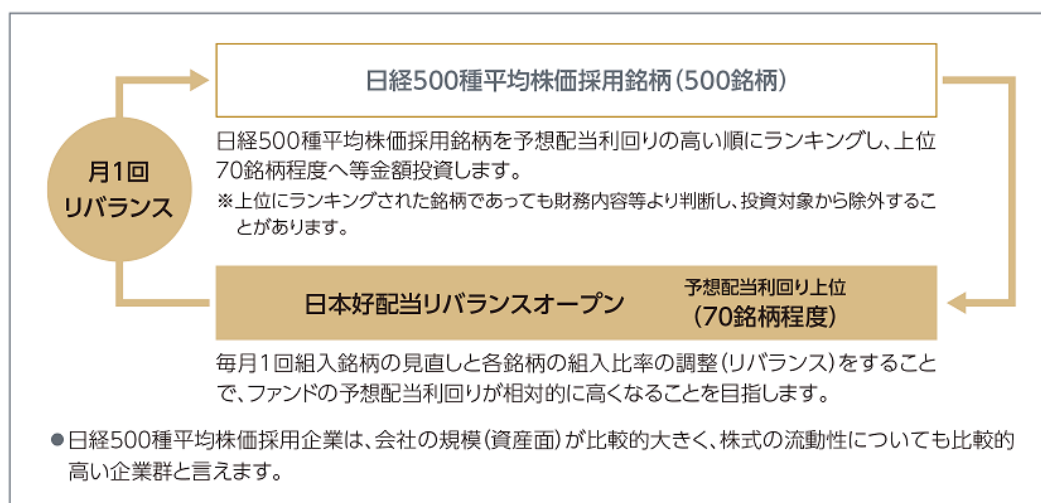 日経500種平均株価採用銘柄(500銘柄)
日経500種平均株価採用銘柄を予想配当利回りの高い順にランキングし、上位
70銘柄程度へ等金額投資します。
※上位にランキングされた銘柄であっても財務内容等より判断し、投資対象から除外するこ
とがあります。
月1回
リバランス
日本好配当リバランスオープン
予想配当利回り上位
(70銘柄程度)
毎月1回組入銘柄の見直しと各銘柄の組入比率の調整(リバランス)をすること
で、ファンドの予想配当利回りが相対的に高くなることを目指します。
●日経500種平均株価採用企業は、会社の規模(資産面)が比較的大きく、株式の流動性についても比較的
高い企業群と言えます。